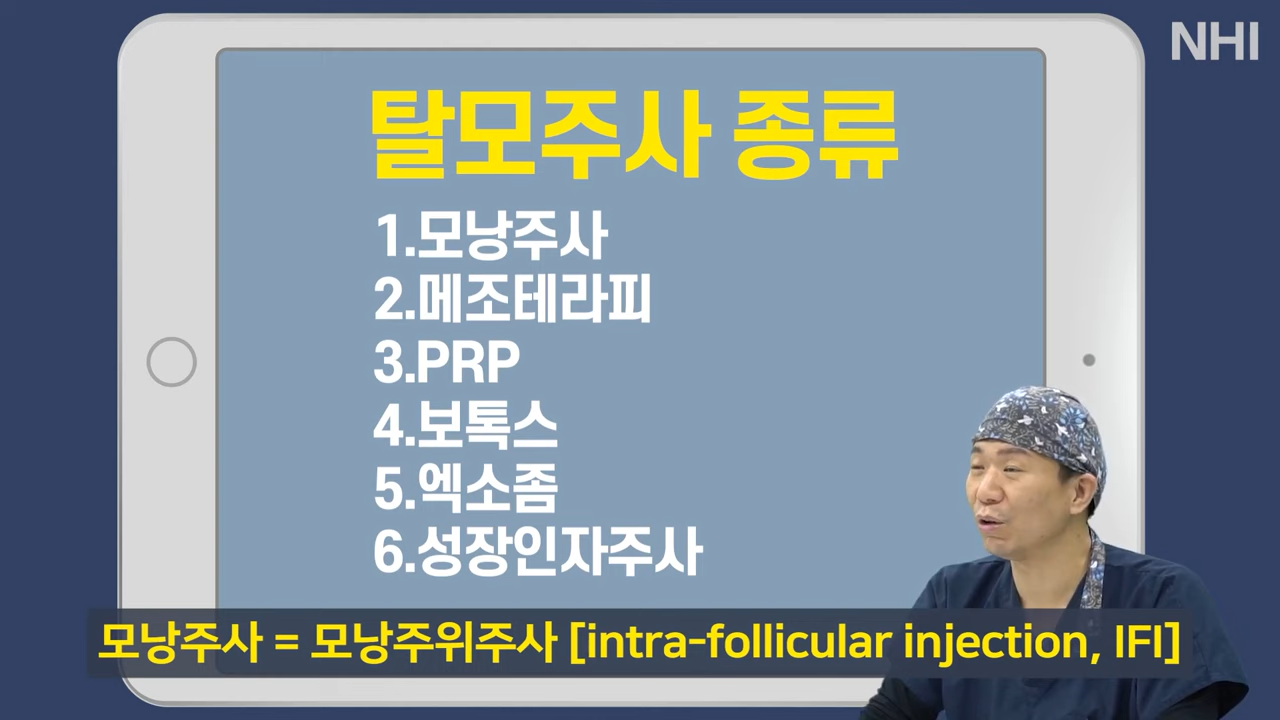 NHI
탈모주사 종류
1.모낭주사
2.메조테라피
3.PRP
4.보톡스
5.엑소좀
6.성장인자주사
모낭주사 = 모낭주위주사 [intra-follicular injection, IFI]